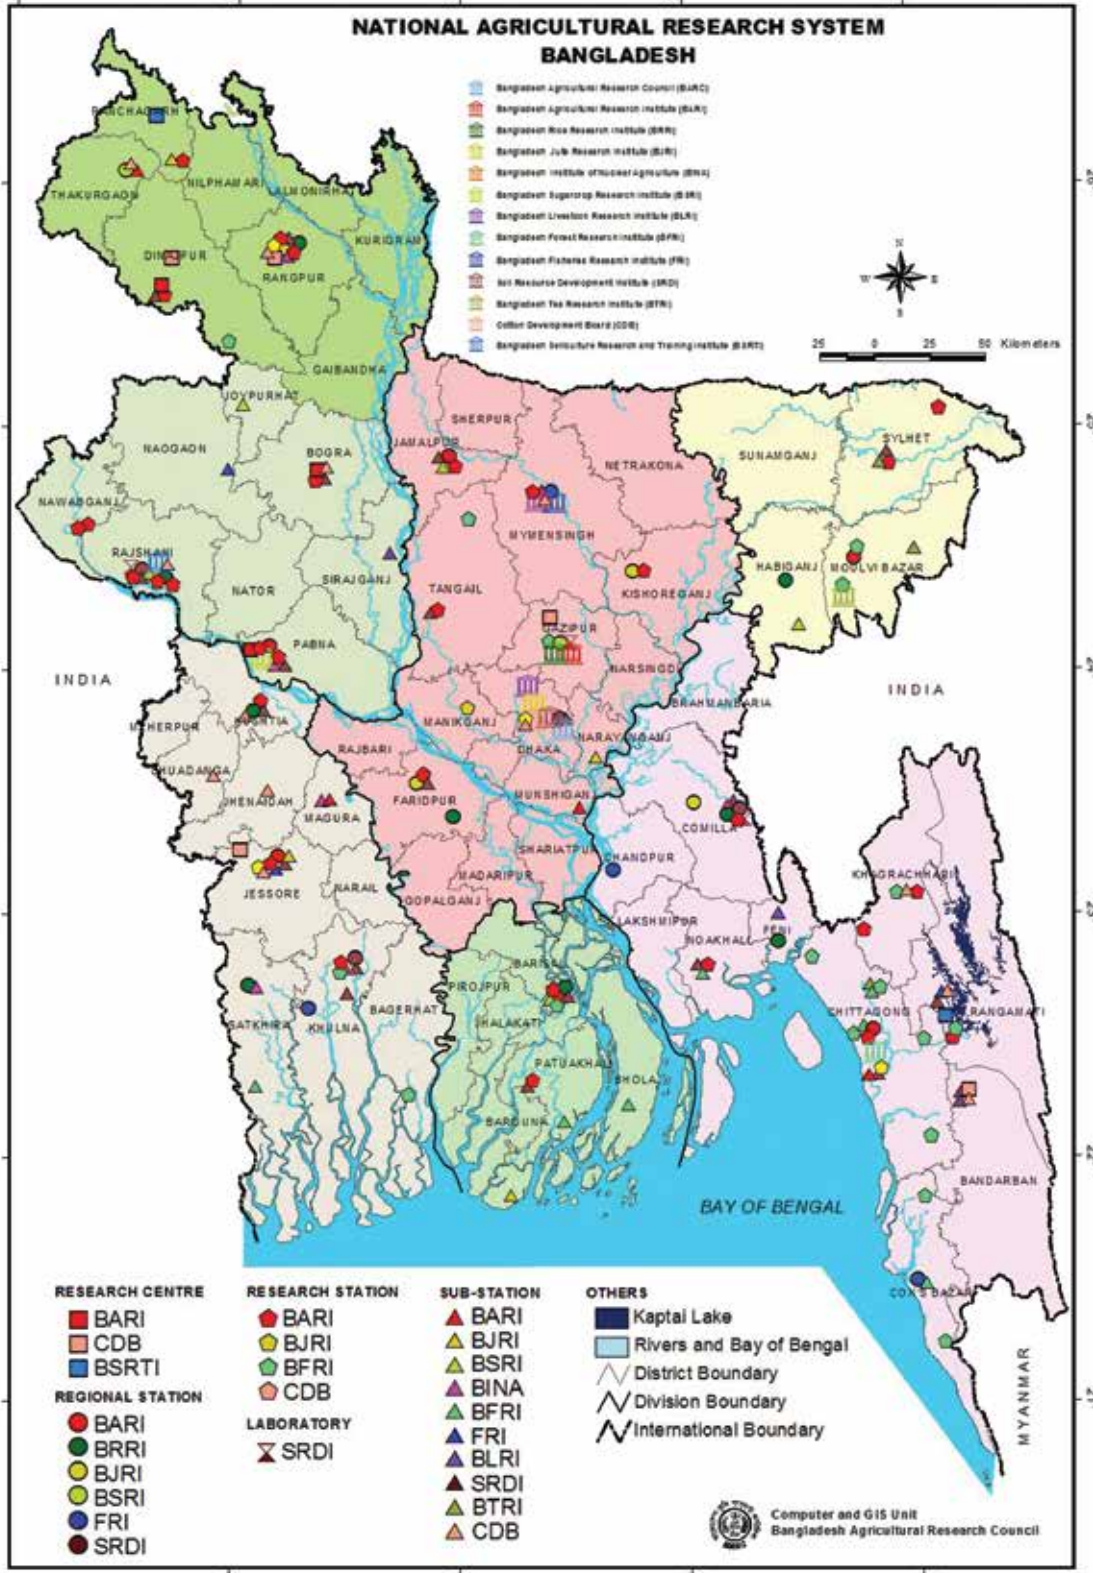 NATIONAL AGRICULTURAL RESEARCH SYSTEM
BANGLADESH
Bangladesh Agricultural Research Council (BARC)
Bangladesh Agricultural Research Institute (BARI)
Bangladesh Rice Research Institute (BRRI)
Bangladesh Jute Research Institute (BJRI)
Bangladesh Institute of Nuclear Agriculture (BINA)
Bangladesh Sugarcrop Research Institute (BSRI)
Bangladesh Livestock Research Institute (BLRI)
Bangladesh Forest Research Institute (BFRI)
Bangladesh Fisheries Research Institute (FRI)
Soil Resource Development Institute (SRDI)
Bangladesh Tea Research Institute (BTRI)
Cotton Development Board (CDB)
Bangladesh Sericulture Research and Training Institute (BSRTI)
N
W E
S
25 0 25 50 Kilometers
PANCHAGARH
THAKURGAON
NILPHAMARI
LALMONIRHAT
KURIGRAM
DINAJPUR
RANGPUR
GAIBANDHA
JOYPURHAT
NAOGAON
BOGRA
NAWABGANJ
RAJSHAHI
NATOR
SIRAJGANJ
PABNA
SHERPUR
JAMALPUR
NETRAKONA
MYMENSINGH
TANGAIL
KISHOREGANJ
GAZIPUR
NARSINGDI
MANIKGANJ
DHAKA
NARAYANGANJ
MUNSHIGANJ
RAJBARI
FARIDPUR
SHARIATPUR
MADARIPUR
GOPALGANJ
SUNAMGANJ
SYLHET
HABIGANJ
MOULVI BAZAR
INDIA
INDIA
MEHERPUR
KUSHTIA
CHUADANGA
JHENAIDAH
MAGURA
JESSORE
NARAIL
SATKHIRA
KHULNA
BAGERHAT
BARISAL
PIROJPUR
JHALAKATI
PATUAKHALI
BHOLA
BARGUNA
BRAHMANBARIA
COMILLA
CHANDPUR
LAKSHMIPUR
NOAKHALI
FENI
KHAGRACHHARI
CHITTAGONG
RANGAMATI
BANDARBAN
COX'S BAZAR
BAY OF BENGAL
MYANMAR
RESEARCH CENTRE
BARI
CDB
BSRTI
REGIONAL STATION
BARI
BRRI
BJRI
BSRI
FRI
SRDI
RESEARCH STATION
BARI
BJRI
BFRI
CDB
LABORATORY
SRDI
SUB-STATION
BARI
BJRI
BSRI
BINA
BFRI
FRI
BLRI
SRDI
BTRI
CDB
OTHERS
Kaptai Lake
Rivers and Bay of Bengal
District Boundary
Division Boundary
International Boundary
Computer and GIS Unit
Bangladesh Agricultural Research Council